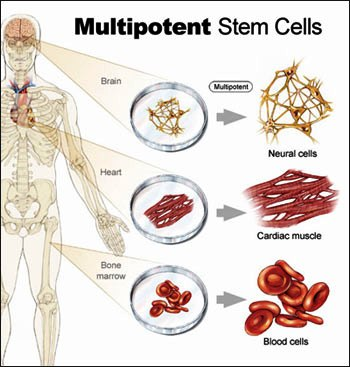 Multipotent Stem Cells
Brain
Multipotent
Neural cells
Heart
Cardiac muscle
Bone
marrow
Blood cells